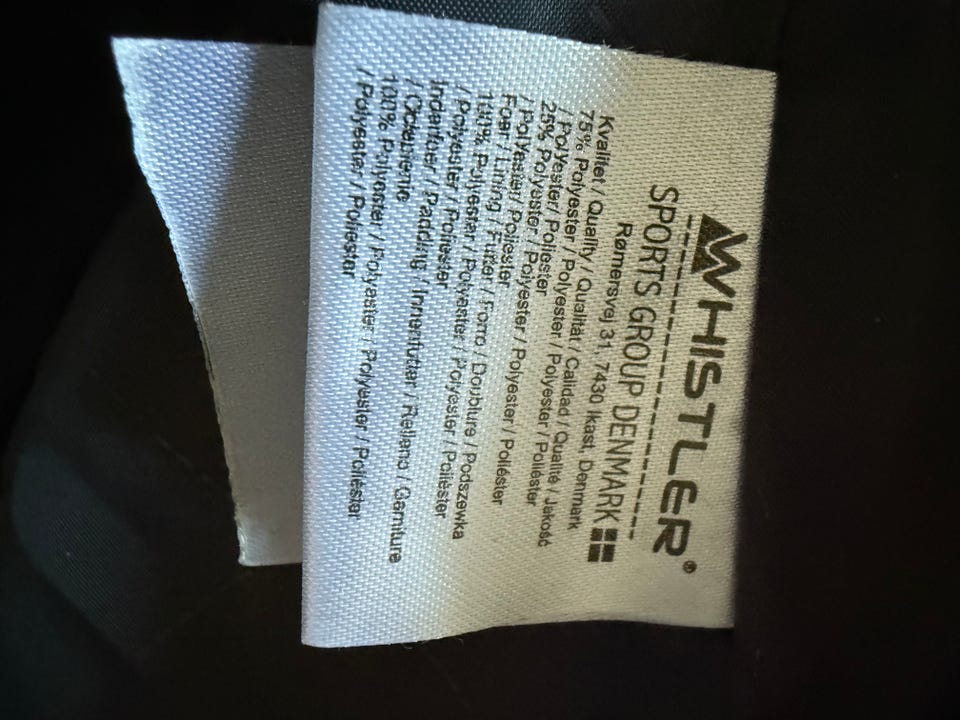 WHISTLER®
SPORTS GROUP DENMARK
Rømersvej 31, 7430 Ikast, Denmark
Kvalitet / Quality / Qualität / Calidad / Qualité / Jakość
75% Polyester / Polyester / Polyester / Poliéster
/ Polyester / Poliester
25% Polyester / Polyester / Polyester / Poliéster
/ Polyester / Polyester
Foer / Lining / Futter / Forro / Doublure / Podszewka
100% Polyester / Polyester / Polyester / Poliéster
/ Polyester / Poliester
Indenfoer / Padding / Innenfutter / Relleno / Garniture
/ Ocieplenie
100% Polyester / Polyester / Polyester / Poliéster
/ Polyester / Poliester